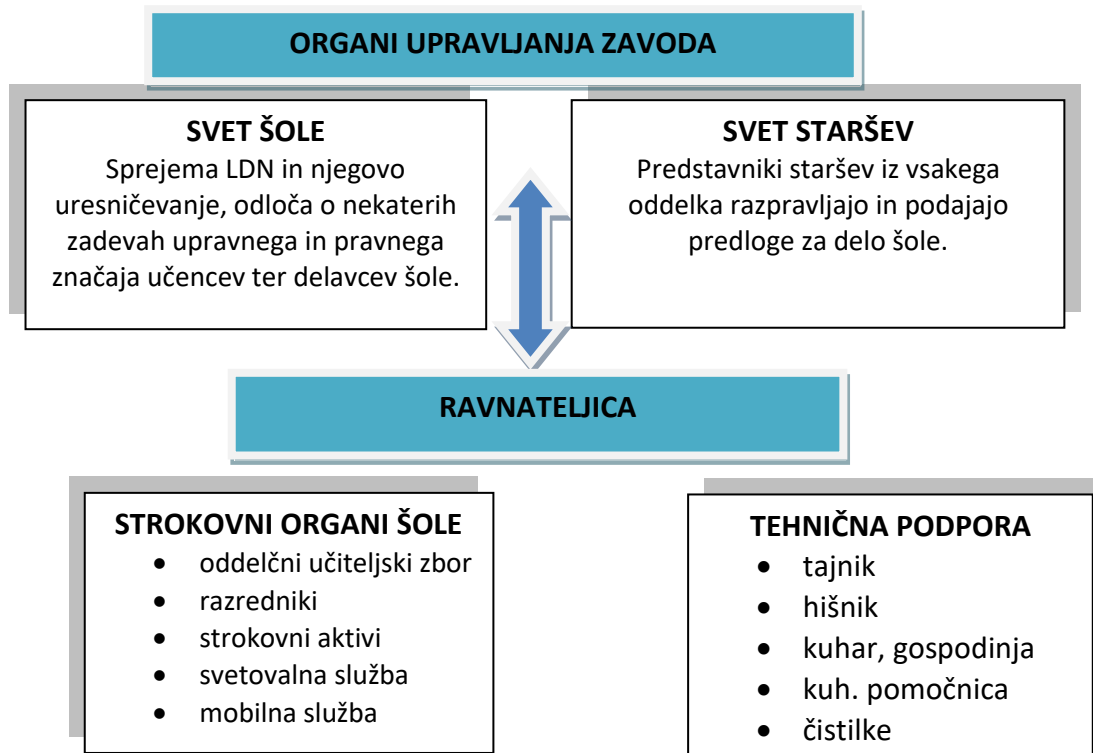 ORGANI UPRAVLJANJA ZAVODA
SVET ŠOLE
Sprejema LDN in njegovo
uresničevanje, odloča o nekaterih
zadevah upravnega in pravnega
značaja učencev ter delavcev šole.
SVET STARŠEV
Predstavniki staršev iz vsakega
oddelka razpravljajo in podajajo
predloge za delo šole.
RAVNATELJICA
STROKOVNI ORGANI ŠOLE
• oddelčni učiteljski zbor
• razredniki
• strokovni aktivi
• svetovalna služba
• mobilna služba
TEHNIČNA PODPORA
• tajnik
• hišnik
• kuhar, gospodinja
• kuh. pomočnica
• čistilke